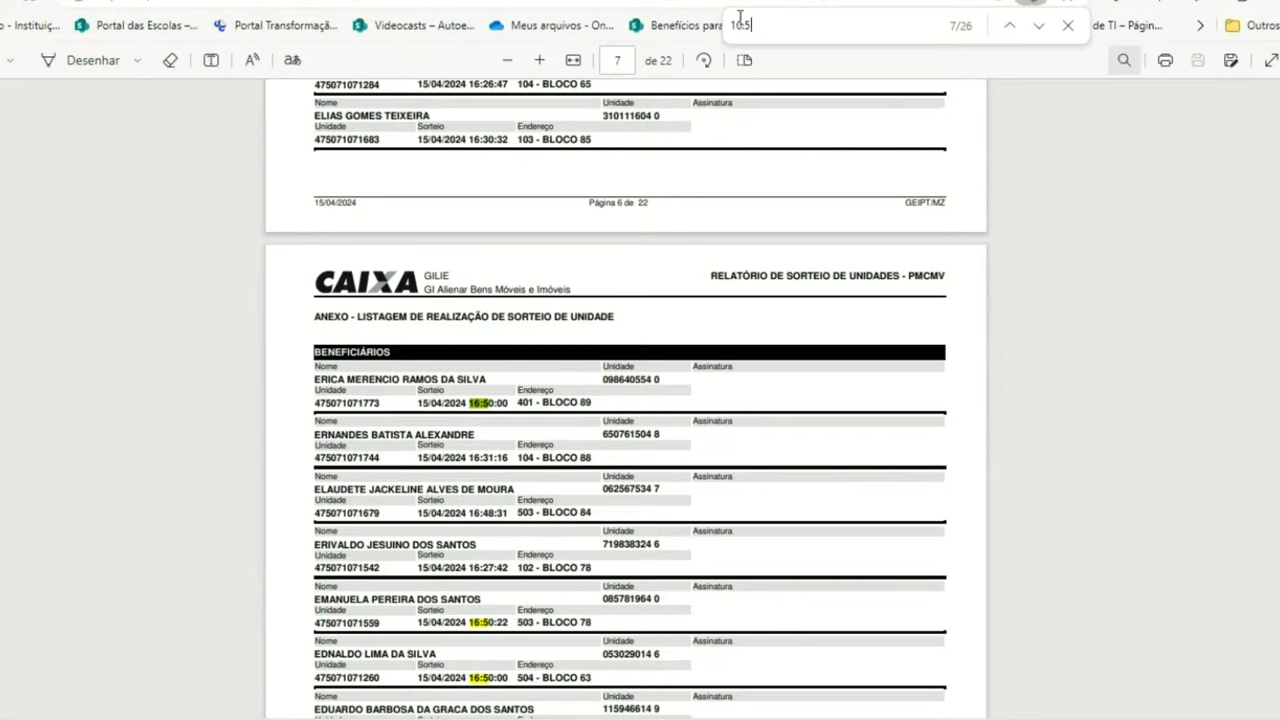 o - Instituiç...
Portal das Escolas –...
Portal Transformaçã...
Videocasts – Autoe...
Meus arquivos - On...
Benefícios para
7/26
de TI – Págin...
Outros
Desenhar
7 de 22
475071071284 15/04/2024 16:26:47 104 - BLOCO 65
Nome Unidade Assinatura
ELIAS GOMES TEIXEIRA 310111604 0
Unidade Sorteio Endereço
475071071683 15/04/2024 16:30:32 103 - BLOCO 85
15/04/2024 Página 6 de 22 GEIPT/MZ
CAIXA GILIE RELATÓRIO DE SORTEIO DE UNIDADES - PMCMV
GI Alienar Bens Móveis e Imóveis
ANEXO - LISTAGEM DE REALIZAÇÃO DE SORTEIO DE UNIDADE
BENEFICIÁRIOS
Nome Unidade Assinatura
ERICA MERENCIO RAMOS DA SILVA 098640554 0
Unidade Sorteio Endereço
475071071773 15/04/2024 16:50:00 401 - BLOCO 89
Nome Unidade Assinatura
ERNANDES BATISTA ALEXANDRE 650761504 8
Unidade Sorteio Endereço
475071071744 15/04/2024 16:31:16 104 - BLOCO 88
Nome Unidade Assinatura
ELAUDETE JACKELINE ALVES DE MOURA 062567534 7
Unidade Sorteio Endereço
475071071679 15/04/2024 16:48:31 503 - BLOCO 84
Nome Unidade Assinatura
ERIVALDO JESUINO DOS SANTOS 719838324 6
Unidade Sorteio Endereço
475071071542 15/04/2024 16:27:42 102 - BLOCO 78
Nome Unidade Assinatura
EMANUELA PEREIRA DOS SANTOS 085781964 0
Unidade Sorteio Endereço
475071071559 15/04/2024 16:50:22 503 - BLOCO 78
Nome Unidade Assinatura
EDNALDO LIMA DA SILVA 053029014 6
Unidade Sorteio Endereço
475071071260 15/04/2024 16:50:00 504 - BLOCO 63
Nome Unidade Assinatura
EDUARDO BARBOSA DA GRACA DOS SANTOS 115946614 9